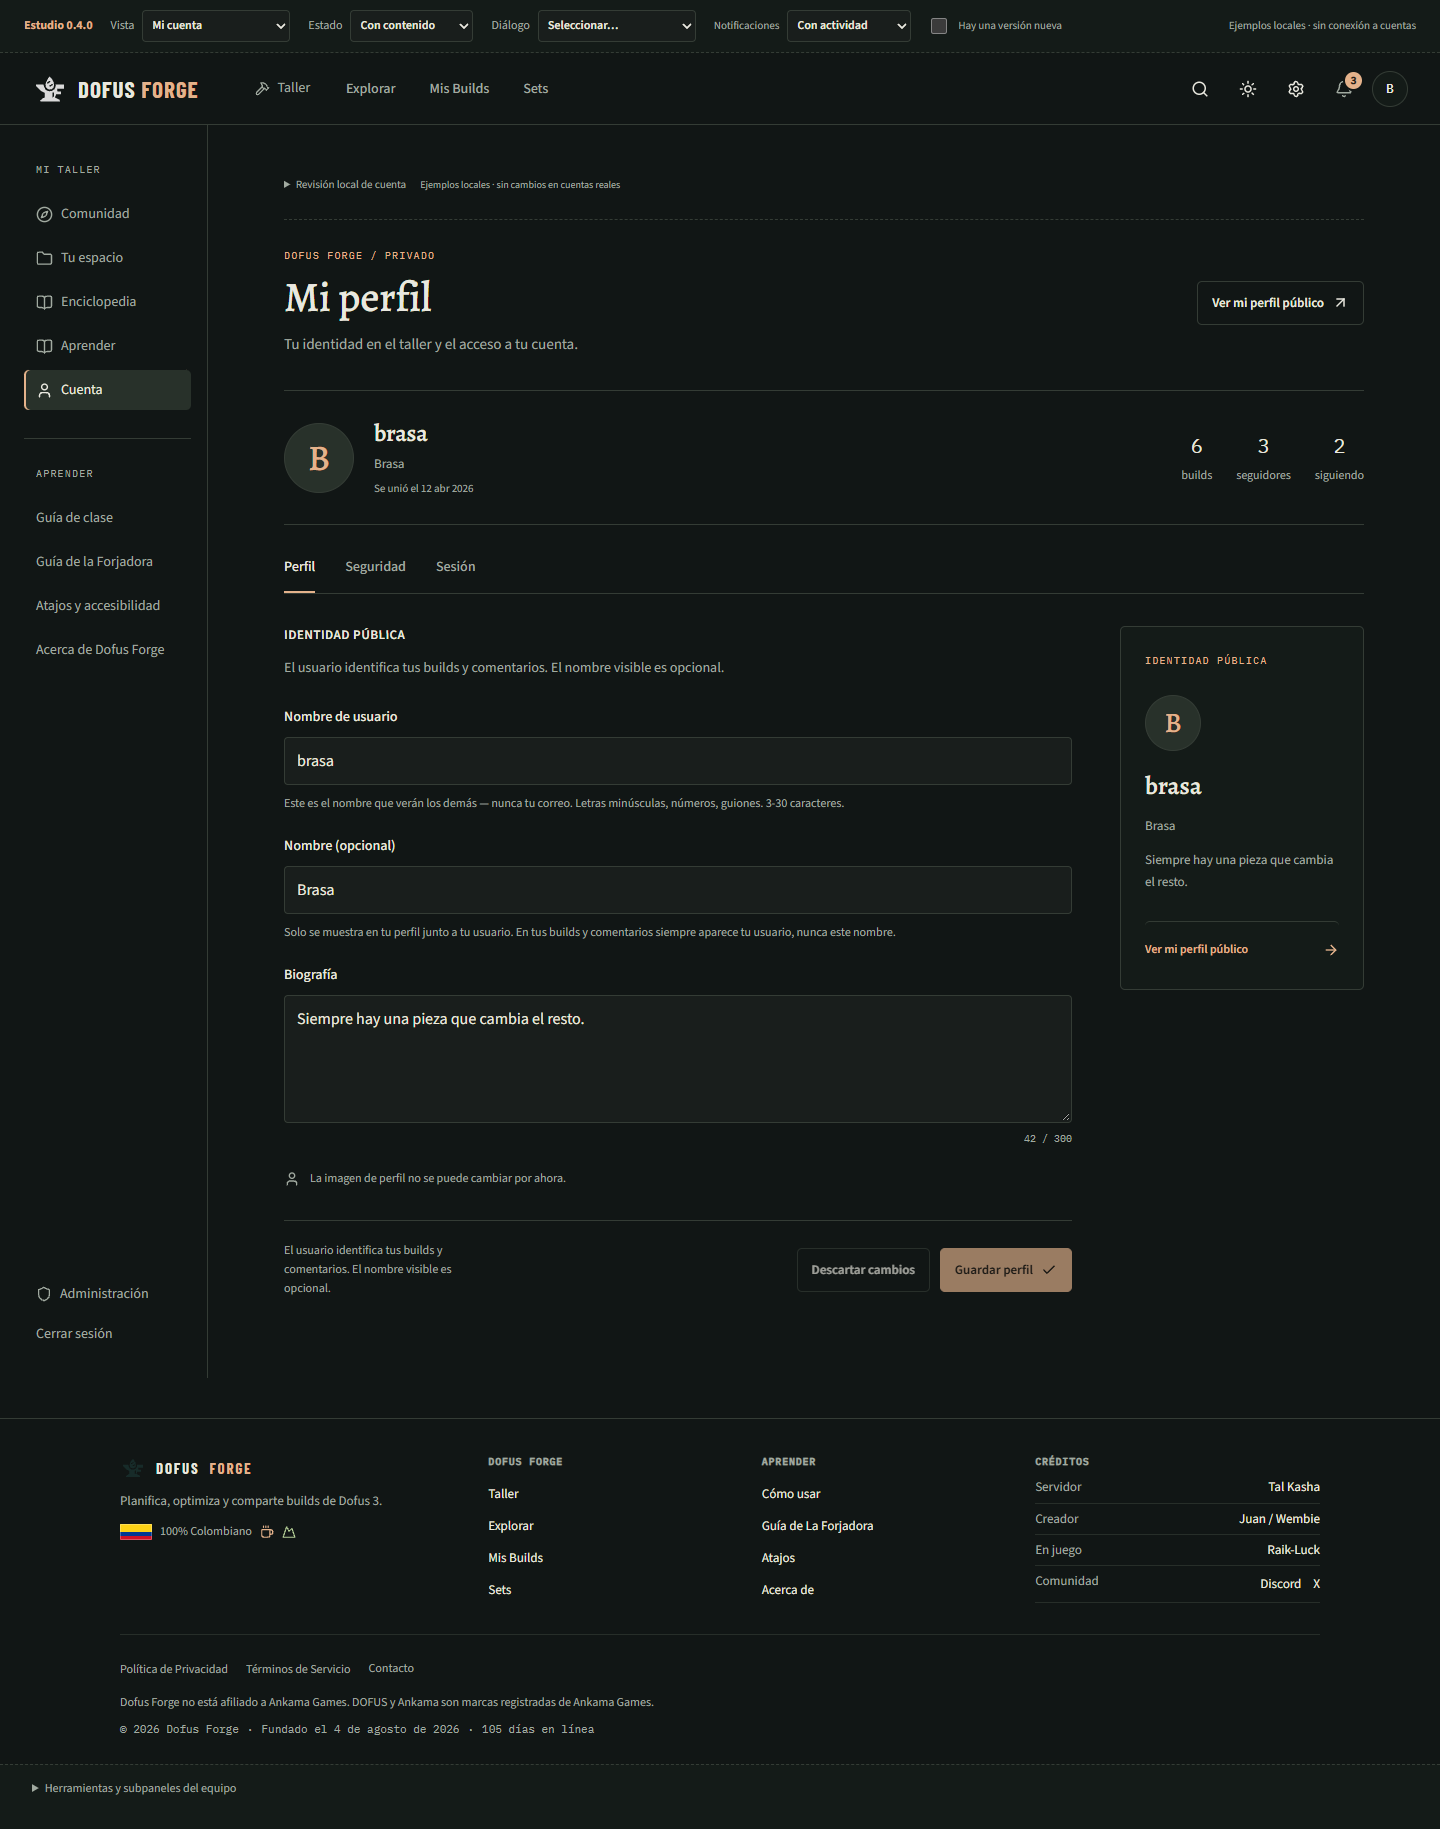 Estudio 0.4.0 Vista Mi cuenta Estado Con contenido Diálogo Seleccionar... Notificaciones Con actividad Hay una versión nueva Ejemplos locales · sin conexión a cuentas
DOFUS FORGE Taller Explorar Mis Builds Sets 3 B
MI TALLER
Comunidad
Tu espacio
Enciclopedia
Aprender
Cuenta
APRENDER
Guía de clase
Guía de la Forjadora
Atajos y accesibilidad
Acerca de Dofus Forge
Administración
Cerrar sesión
Revisión local de cuenta Ejemplos locales · sin cambios en cuentas reales
DOFUS FORGE / PRIVADO
Mi perfil
Tu identidad en el taller y el acceso a tu cuenta.
Ver mi perfil público
B
brasa
Brasa
Se unió el 12 abr 2026
6 3 2
builds seguidores siguiendo
Perfil Seguridad Sesión
IDENTIDAD PÚBLICA
El usuario identifica tus builds y comentarios. El nombre visible es opcional.
Nombre de usuario
brasa
Este es el nombre que verán los demás — nunca tu correo. Letras minúsculas, números, guiones. 3-30 caracteres.
Nombre (opcional)
Brasa
Solo se muestra en tu perfil junto a tu usuario. En tus builds y comentarios siempre aparece tu usuario, nunca este nombre.
Biografía
Siempre hay una pieza que cambia el resto.
42 / 300
La imagen de perfil no se puede cambiar por ahora.
El usuario identifica tus builds y
comentarios. El nombre visible es
opcional.
Descartar cambios Guardar perfil
IDENTIDAD PÚBLICA
B
brasa
Brasa
Siempre hay una pieza que cambia
el resto.
Ver mi perfil público
DOFUS FORGE
Planifica, optimiza y comparte builds de Dofus 3.
100% Colombiano
DOFUS FORGE
Taller
Explorar
Mis Builds
Sets
APRENDER
Cómo usar
Guía de La Forjadora
Atajos
Acerca de
CRÉDITOS
Servidor Tal Kasha
Creador Juan / Wembie
En juego Raik-Luck
Comunidad Discord X
Política de Privacidad Términos de Servicio Contacto
Dofus Forge no está afiliado a Ankama Games. DOFUS y Ankama son marcas registradas de Ankama Games.
© 2026 Dofus Forge · Fundado el 4 de agosto de 2026 · 105 días en línea
Herramientas y subpaneles del equipo